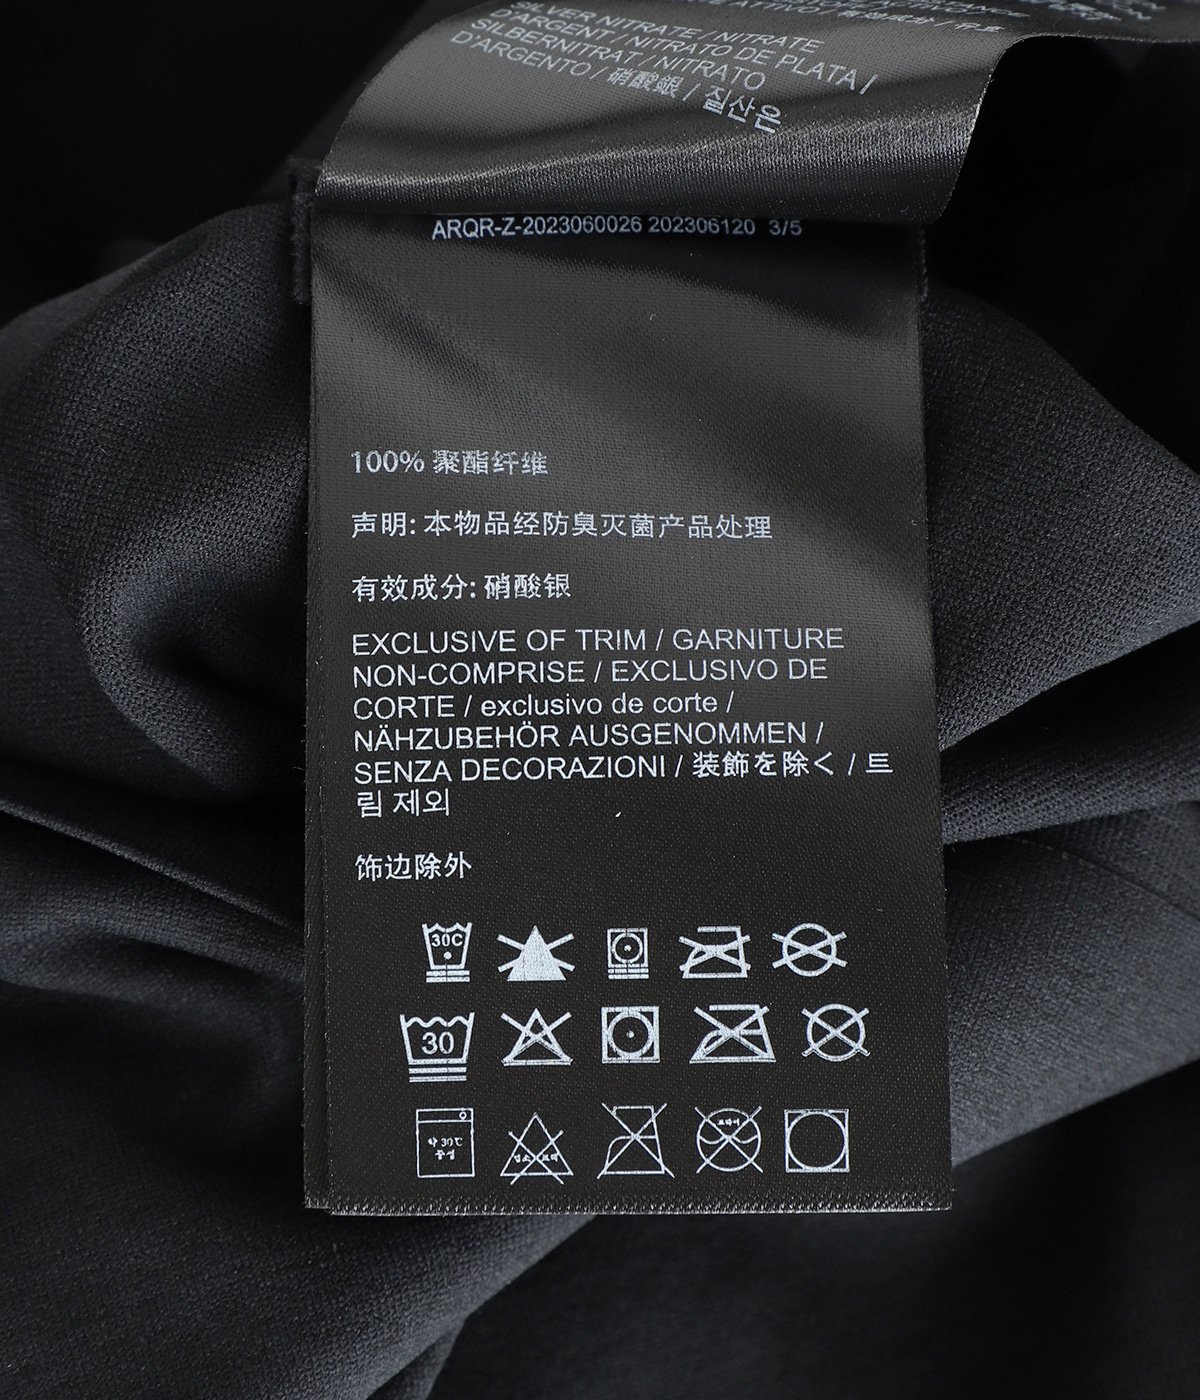 SILVER NITRATE / NITRATE
D'ARGENT / NITRATO DE PLATA /
SILBERNITRAT / NITRATO
D'ARGENTO / 硝酸銀 / 질산은
ARQR-Z-2023060026 202306120 3/5
100% 聚酯纤维
声明: 本物品经防臭灭菌产品处理
有效成分: 硝酸银
EXCLUSIVE OF TRIM / GARNITURE
NON-COMPRISE / EXCLUSIVO DE
CORTE / exclusivo de corte /
NÄHZUBEHÖR AUSGENOMMEN /
SENZA DECORAZIONI / 装飾を除く / 트
림 제외
饰边除外
30C
30
약 30℃
중성